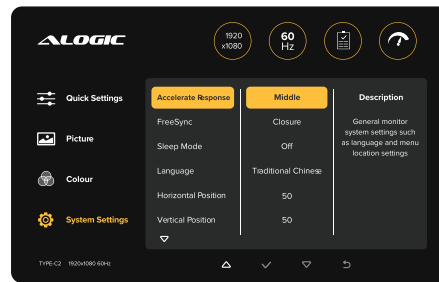 ALOGIC
1920
x1080
60
Hz
Quick Settings
Picture
Colour
System Settings
Accelerate Response
Middle
FreeSync
Closure
Sleep Mode
Off
Language
Traditional Chinese
Horizontal Position
50
Vertical Position
50
Description
General monitor
system settings such
as language and menu
location settings
TYPE-C2 1920x1080 60Hz